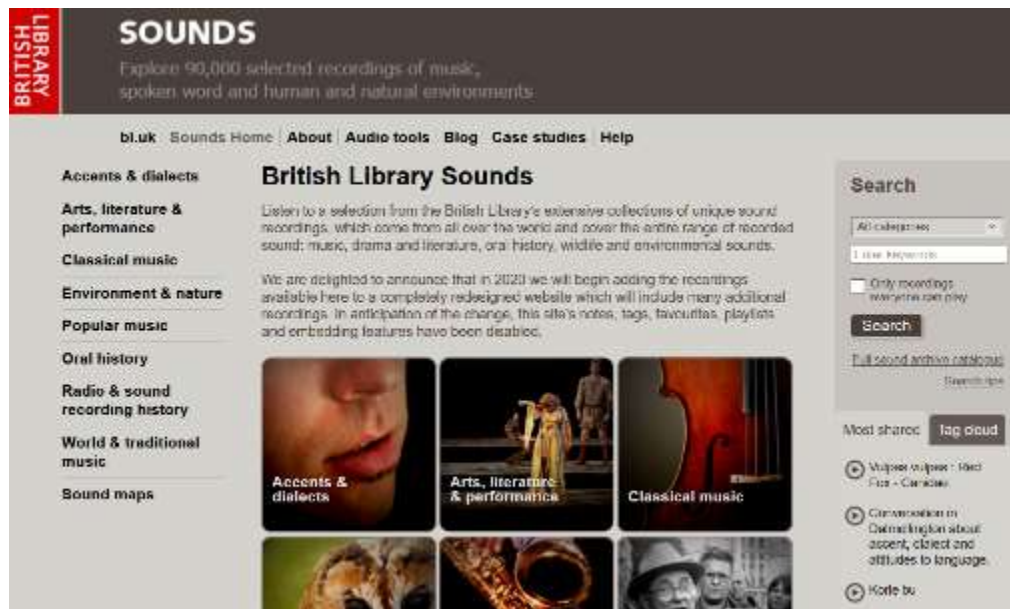 BRITISH
LIBRARY
SOUNDS
Explore 90,000 selected recordings of music,
spoken word and human and natural environments
bl.uk Sounds Home About Audio tools Blog Case studies Help
Accents & dialects
Arts, literature &
performance
Classical music
Environment & nature
Popular music
Oral history
Radio & sound
recording history
World & traditional
music
Sound maps
British Library Sounds
Listen to a selection from the British Library's extensive collections of unique sound
recordings, which come from all over the world and cover the entire range of recorded
sound: music, drama and literature, oral history, wildlife and environmental sounds.
We are delighted to announce that in 2020 we will begin adding the recordings
available here to a completely redesigned website which will include many additional
recordings. In anticipation of the change, this site's notes, tags, favourites, playlists
and embedding features have been disabled.
Accents &
dialects
Arts, literature
& performance
Classical music
Search
All categories
Only recordings
everyone can play
Search
Full sound archive catalogue
Search tips
Most shared
Tag cloud
Vulpes vulpes : Red
Fox - Canidae
Conversation in
Dalmellington about
accent, dialect and
attitudes to language.
Korle bu